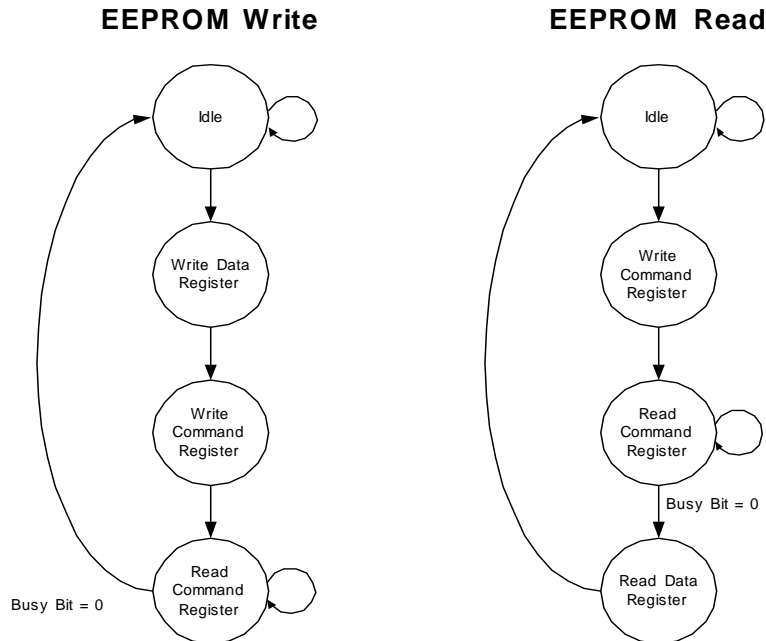 EEPROM Write
Idle
Write Data
Register
Write
Command
Register
Read
Command
Register
Busy Bit = 0
EEPROM Read
Idle
Write
Command
Register
Read
Command
Register
Busy Bit = 0
Read Data
Register